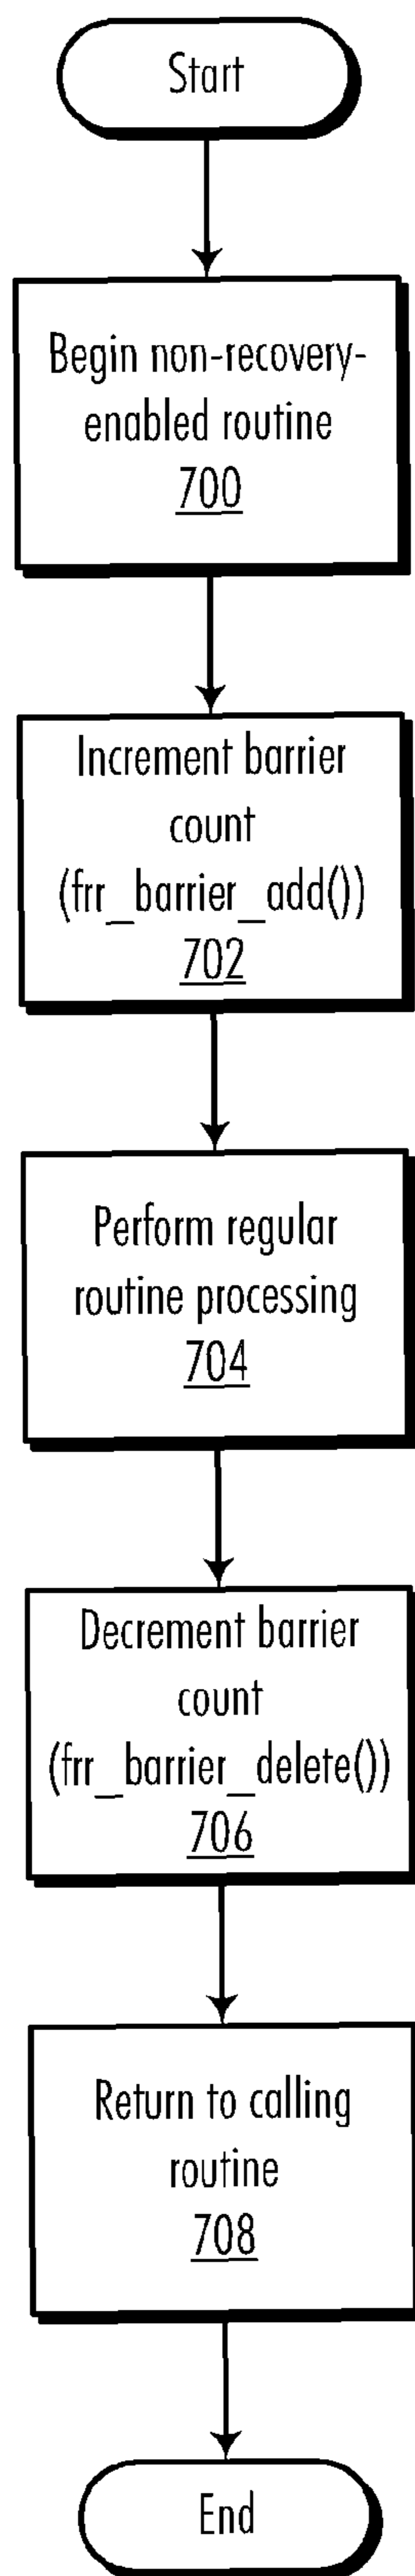 Start
Begin non-recovery-
enabled routine
700
Increment barrier
count
(frr_barrier_add())
702
Perform regular
routine processing
704
Decrement barrier
count
(frr_barrier_delete())
706
Return to calling
routine
708
End